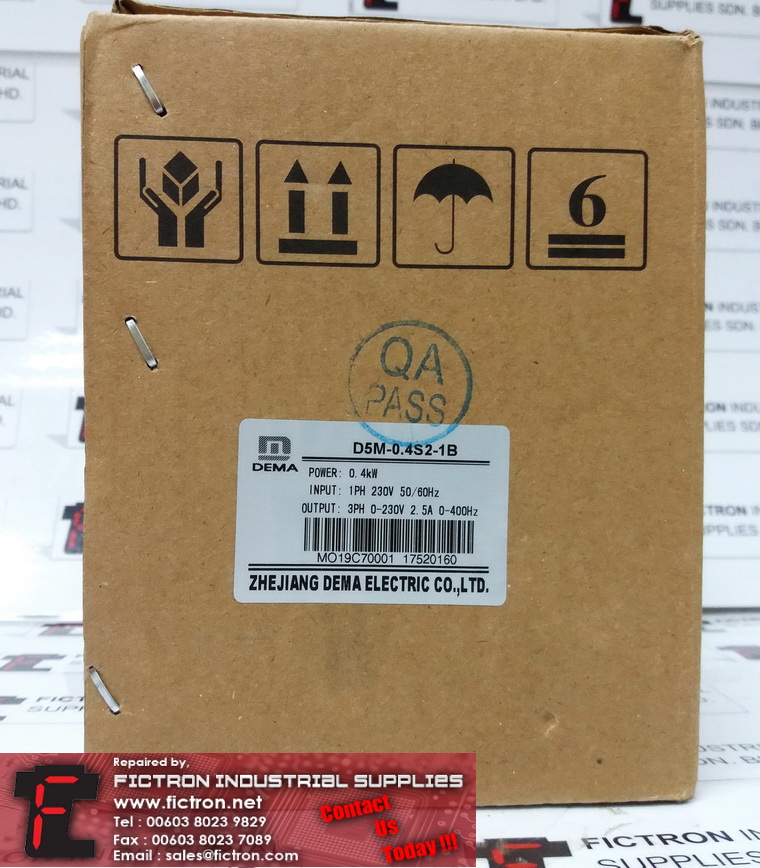 SUPPLIES SDN. B
6
QA
PASS
DEMA
D5M-0.4S2-1B
POWER: 0.4kW
INPUT: 1PH 230V 50/60Hz
OUTPUT: 3PH 0-230V 2.5A 0-400Hz
MO19C70001 17520160
ZHEJIANG DEMA ELECTRIC CO.,LTD.
Repaired by,
FICTRON INDUSTRIAL SUPPLIES
www.fictron.net
Tel : 00603 8023 9829
Fax : 00603 8023 7089
Email : sales@fictron.com
Contact
Us
Today !!!
FICTRON IN
SUPPLIES